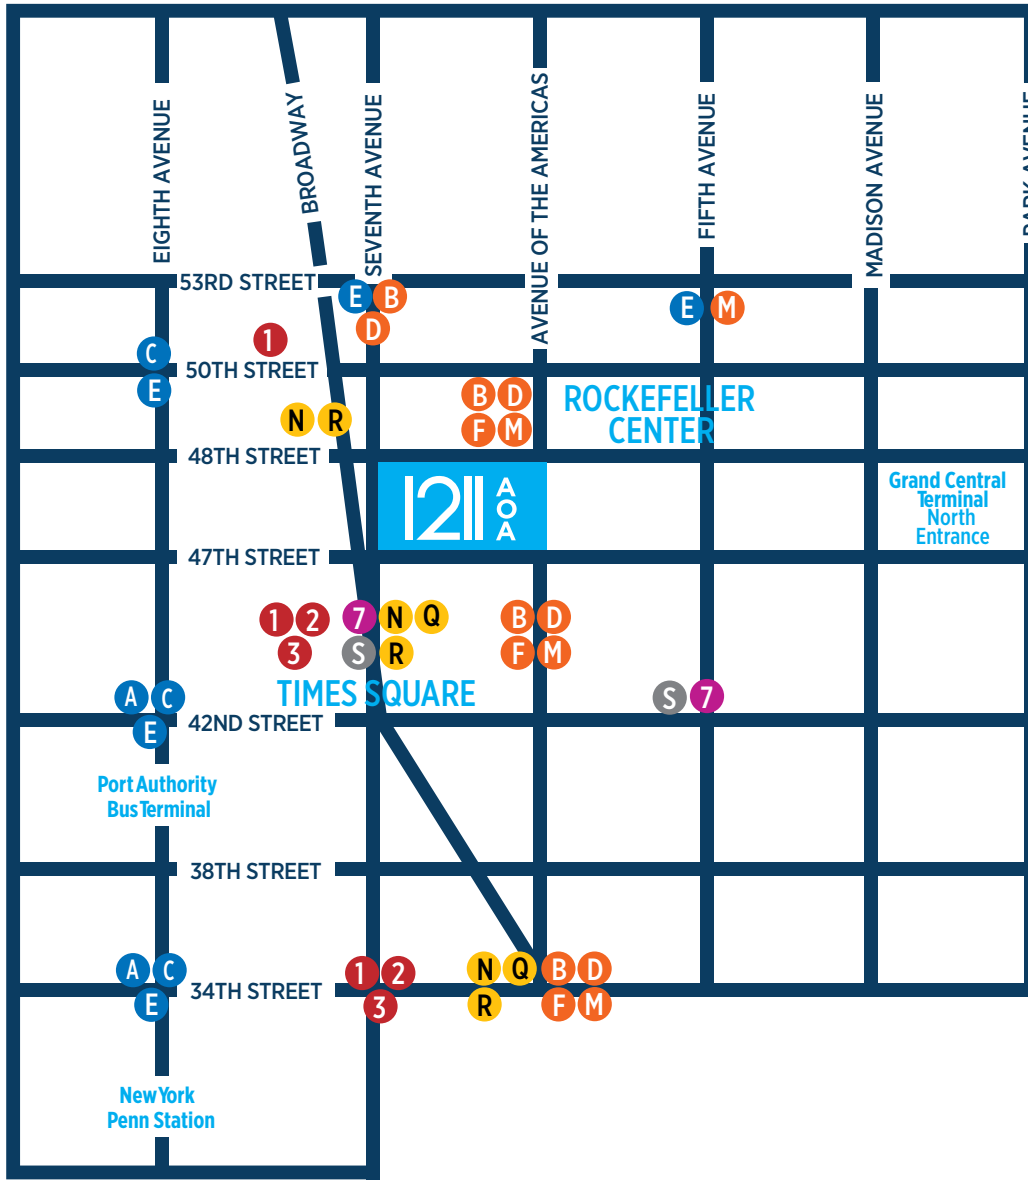 EIGHTH AVENUE
BROADWAY
SEVENTH AVENUE
AVENUE OF THE AMERICAS
FIFTH AVENUE
MADISON AVENUE
PARK AVENUE
53RD STREET
E B
D
E M
1
C
50TH STREET
E
B D
F M
ROCKEFELLER
CENTER
N R
48TH STREET
1211
AOA
Grand Central
Terminal
North
Entrance
47TH STREET
1 2
3
7 N Q
S R
B D
F M
TIMES SQUARE
A C
E
S 7
42ND STREET
Port Authority
Bus Terminal
38TH STREET
A C
E
34TH STREET
1 2
3
N Q
R
B D
F M
New York
Penn Station